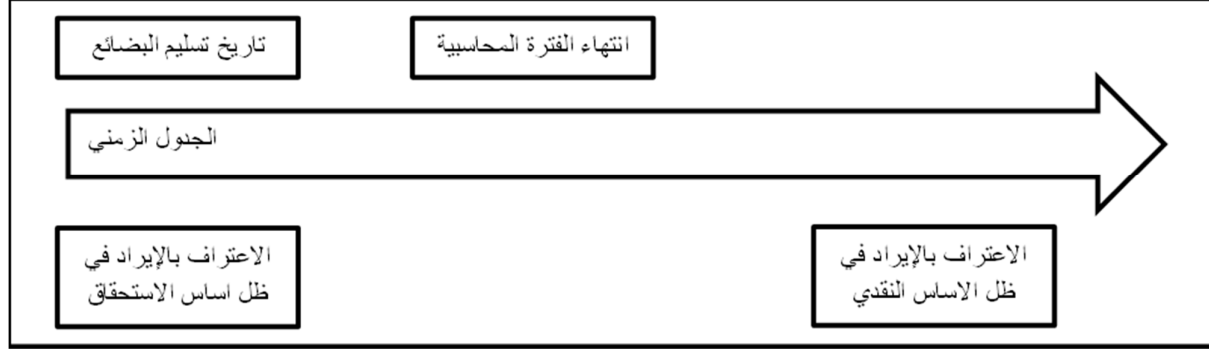 تاريخ تسليم البضائع
انتهاء الفترة المحاسبية
الجدول الزمني
الاعتراف بالإيراد في
ظل اساس الاستحقاق
الاعتراف بالإيراد في
ظل الاساس النقدي